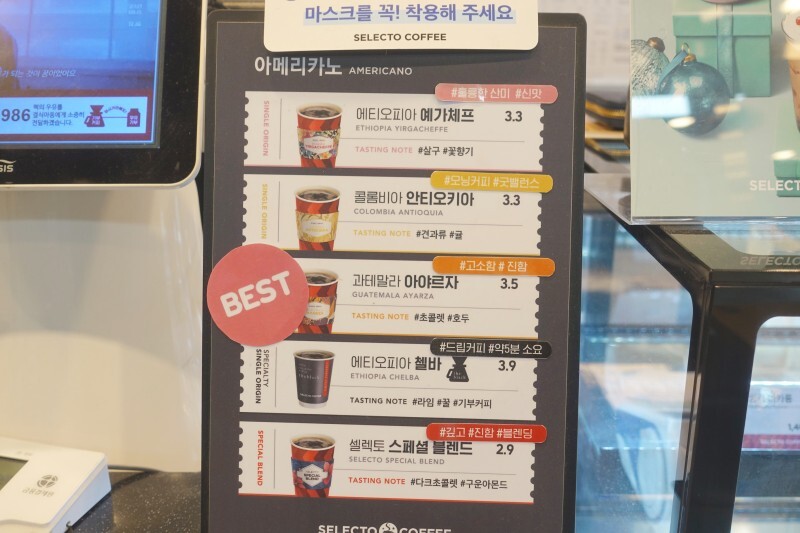 마스크를 꼭! 착용해 주세요
SELECTO COFFEE
아메리카노 AMERICANO
#훌륭한 산미 #신맛
SINGLE ORIGIN
에티오피아 예가체프 3.3
ETHIOPIA YIRGACHEFFE
TASTING NOTE #살구 #꽃향기
#모닝커피 #굿밸런스
SINGLE ORIGIN
콜롬비아 안티오키아 3.3
COLOMBIA ANTIOQUIA
TASTING NOTE #견과류 #귤
#고소함 # 진함
BEST
과테말라 아야르자 3.5
GUATEMALA AYARZA
TASTING NOTE #초콜렛 #호두
#드립커피 #약5분 소요
SPECIALTY
SINGLE ORIGIN
에티오피아 첼바 3.9
ETHIOPIA CHELBA
TASTING NOTE #라임 #꿀 #기부커피
#깊고 #진함 #블렌딩
SPECIAL BLEND
셀렉토 스페셜 블렌드 2.9
SELECTO SPECIAL BLEND
TASTING NOTE #다크초콜렛 #구운아몬드
SELECTO COFFEE
986
SELECTO